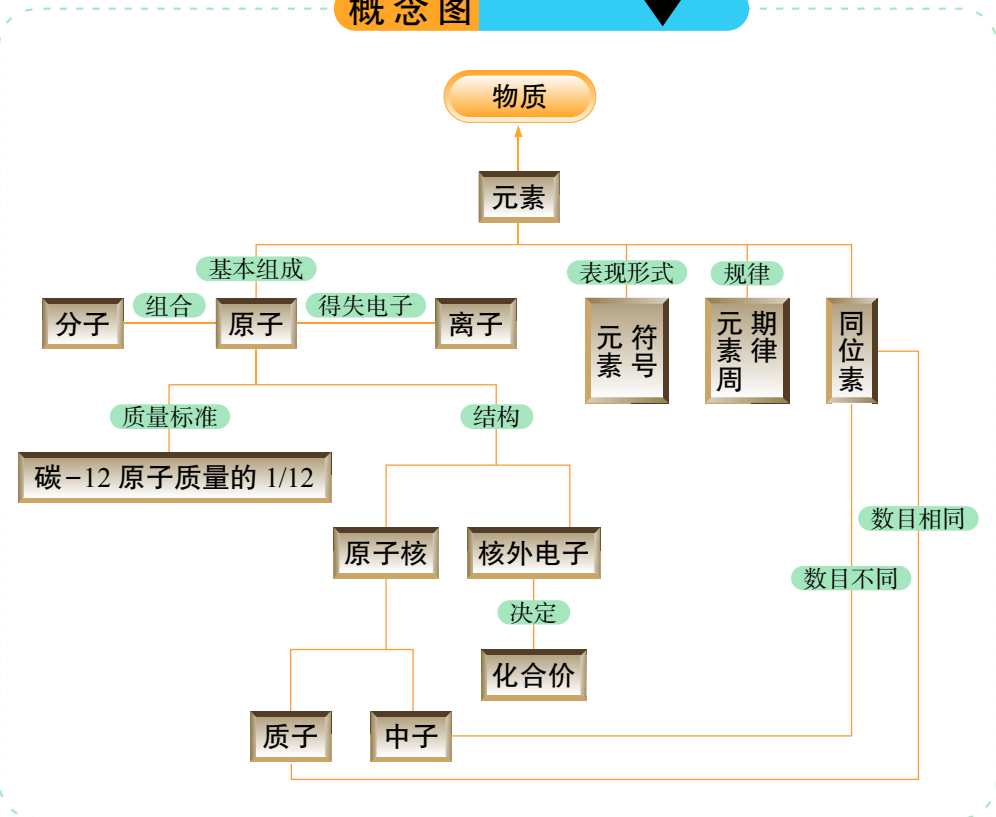 概念图
物质
元素
基本组成
表现形式
规律
分子
组合
原子
得失电子
离子
元素
符号
元素周
期律
同位素
质量标准
结构
碳-12 原子质量的 1/12
数目相同
原子核
核外电子
数目不同
决定
化合价
质子
中子